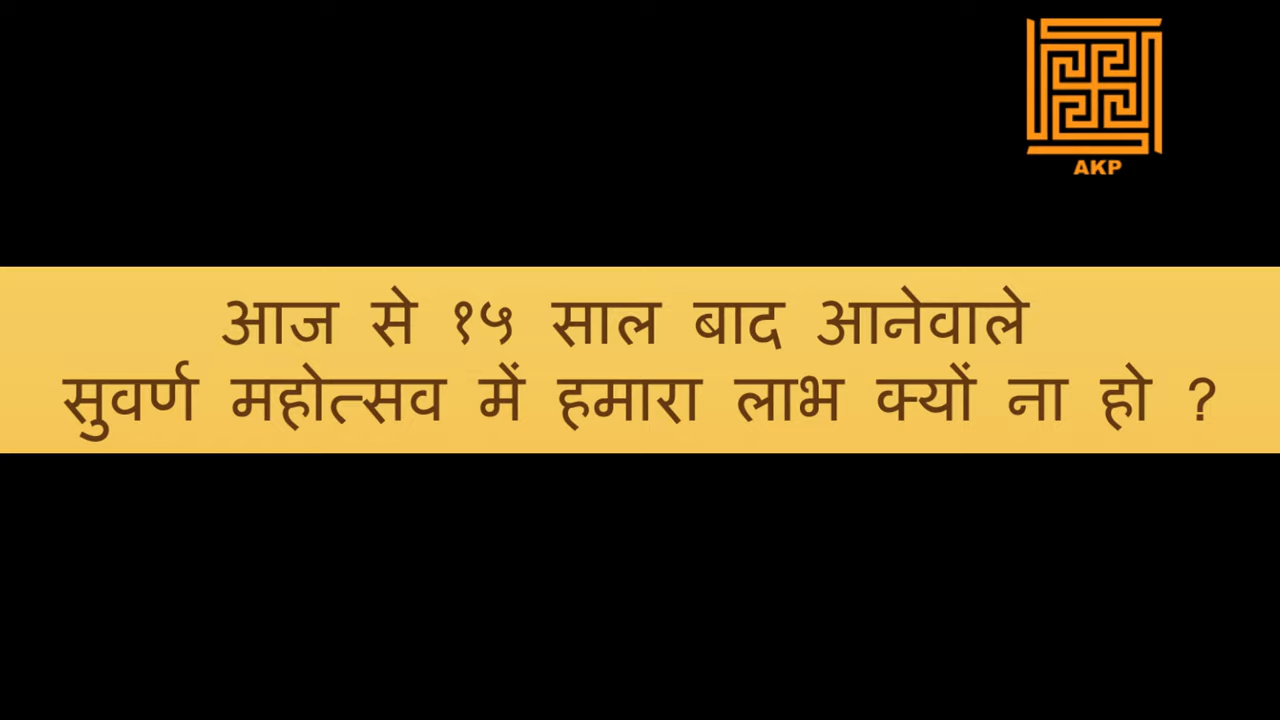 AKP
आज से १५ साल बाद आनेवाले
सुवर्ण महोत्सव में हमारा लाभ क्यों ना हो ?